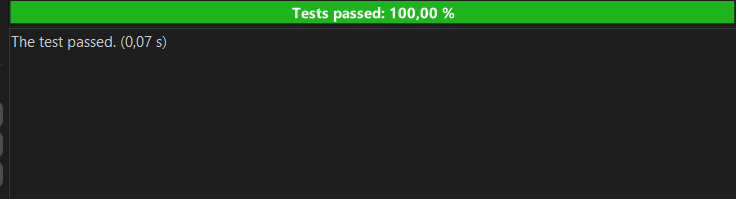 Tests passed: 100,00 %
The test passed. (0,07 s)